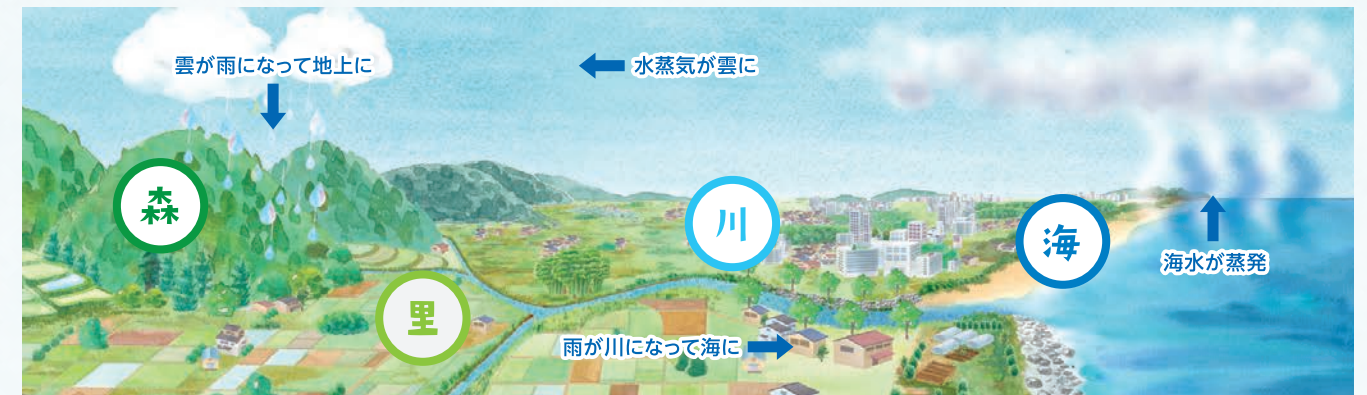 雲が雨になって地上に
水蒸気が雲に
森
川
海
海水が蒸発
里
雨が川になって海に